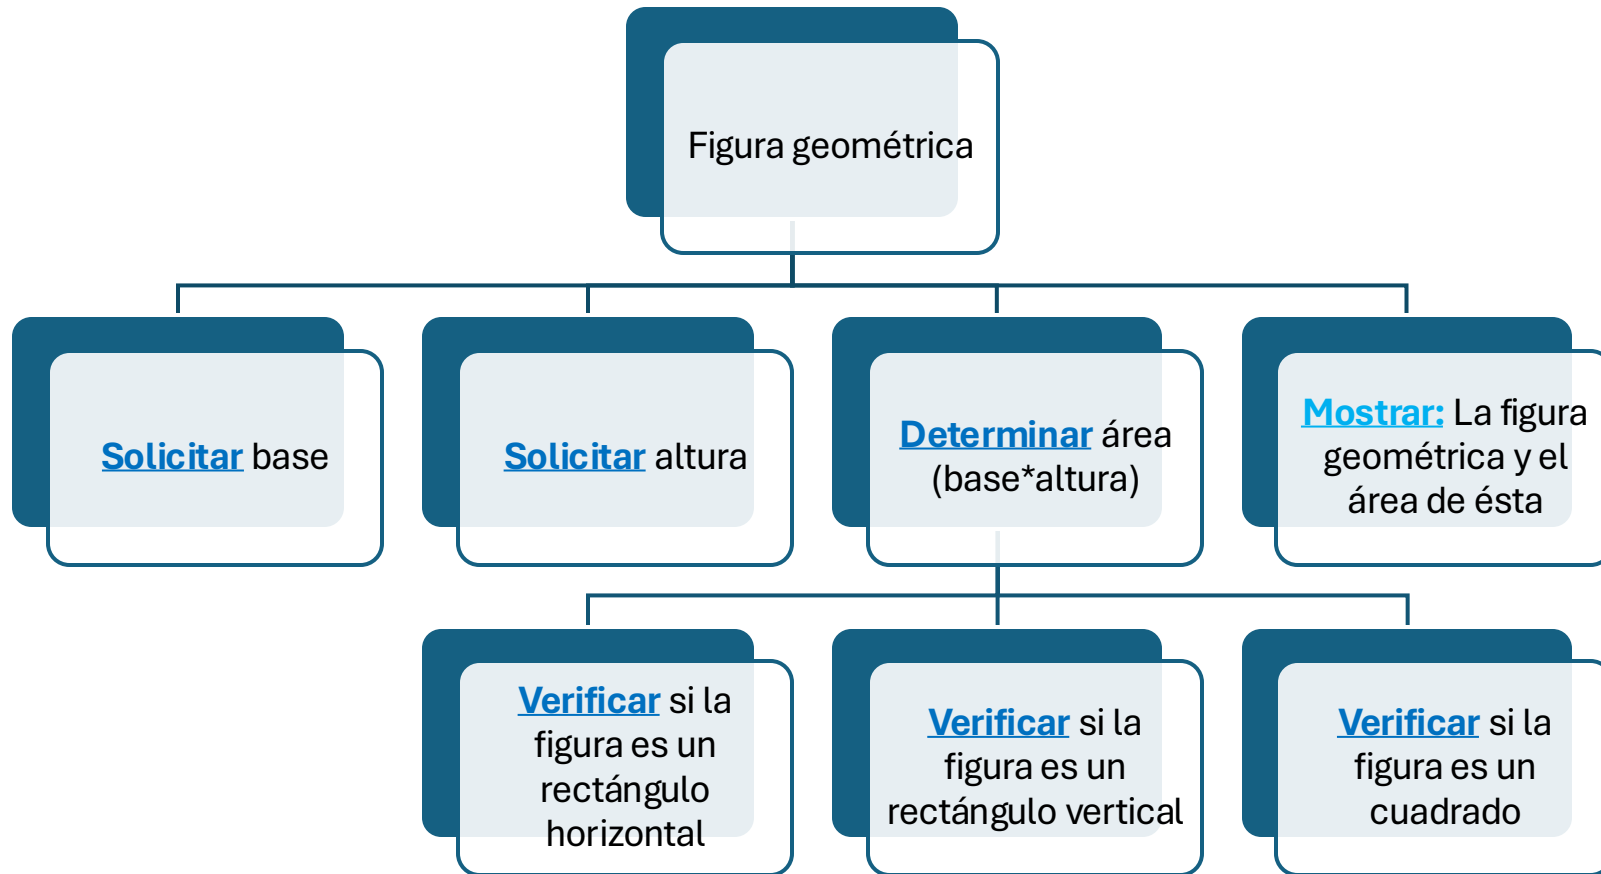 Figura geométrica
Solicitar base
Solicitar altura
Determinar área
(base*altura)
Mostrar: La figura
geométrica y el
área de ésta
Verificar si la
figura es un
rectángulo
horizontal
Verificar si la
figura es un
rectángulo vertical
Verificar si la
figura es un
cuadrado